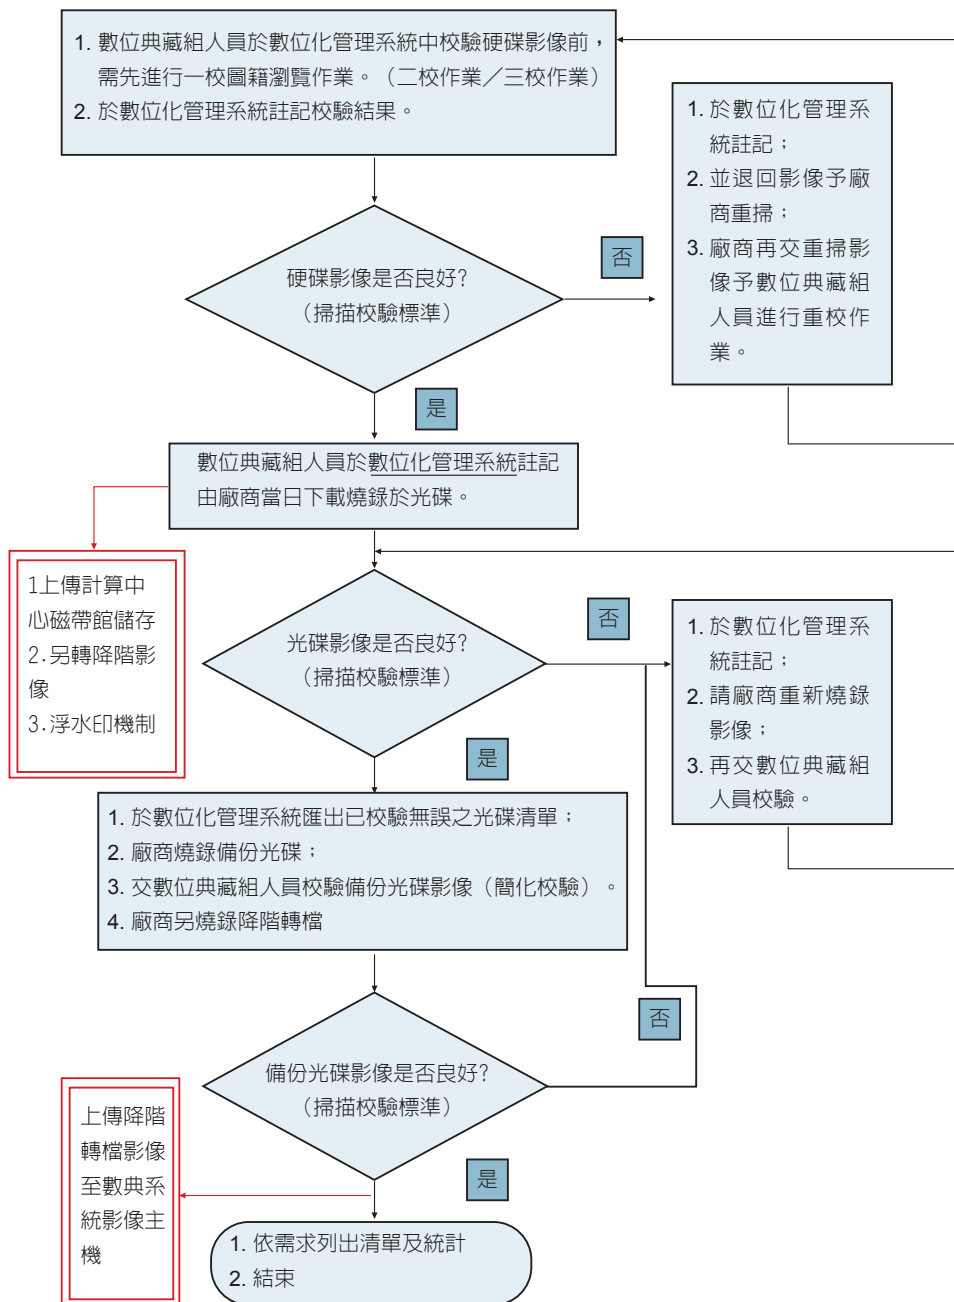 1. 數位典藏組人員於數位化管理系統中校驗硬碟影像前，
需先進行一校圖籍瀏覽作業。（二校作業／三校作業）
2. 於數位化管理系統註記校驗結果。
硬碟影像是否良好?
（掃描校驗標準）
否
1. 於數位化管理系
統註記；
2. 並退回影像予廠
商重掃；
3. 廠商再交重掃影
像予數位典藏組
人員進行重校作
業。
是
數位典藏組人員於數位化管理系統註記
由廠商當日下載燒錄於光碟。
1上傳計算中
心磁帶館儲存
2.另轉降階影
像
3.浮水印機制
光碟影像是否良好?
（掃描校驗標準）
否
1. 於數位化管理系
統註記；
2. 請廠商重新燒錄
影像；
3. 再交數位典藏組
人員校驗。
是
1. 於數位化管理系統匯出已校驗無誤之光碟清單；
2. 廠商燒錄備份光碟；
3. 交數位典藏組人員校驗備份光碟影像（簡化校驗）。
4. 廠商另燒錄降階轉檔
備份光碟影像是否良好?
（掃描校驗標準）
否
是
上傳降階
轉檔影像
至數典系
統影像主
機
1. 依需求列出清單及統計
2. 結束